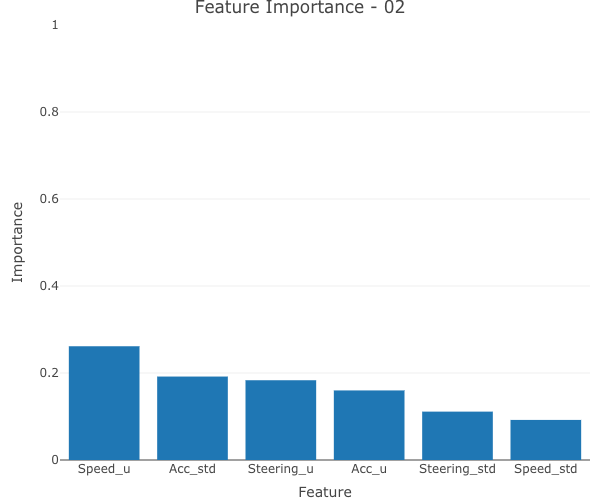 Feature Importance - 02
1
0.8
0.6
0.4
0.2
0
Importance
Speed_u Acc_std Steering_u Acc_u Steering_std Speed_std
Feature